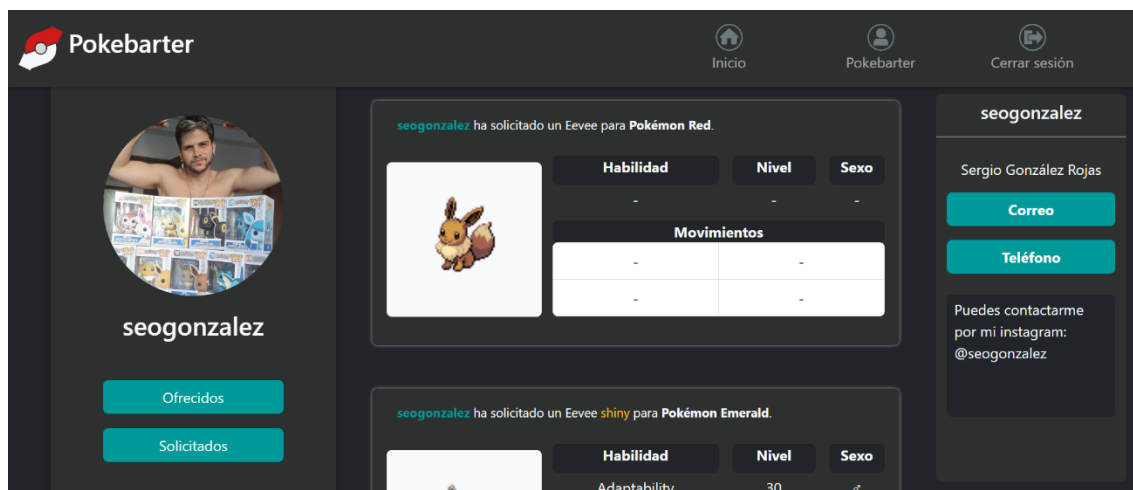 Pokebarter
Inicio
Pokebarter
Cerrar sesión
seogonzalez
Ofrecidos
Solicitados
seogonzalez ha solicitado un Eevee para Pokémon Red.
Habilidad Nivel Sexo
- - -
Movimientos
- -
- -
seogonzalez ha solicitado un Eevee shiny para Pokémon Emerald.
Habilidad Nivel Sexo
Adaptability 30 ♂
seogonzalez
Sergio González Rojas
Correo
Teléfono
Puedes contactarme
por mi instagram:
@seogonzalez